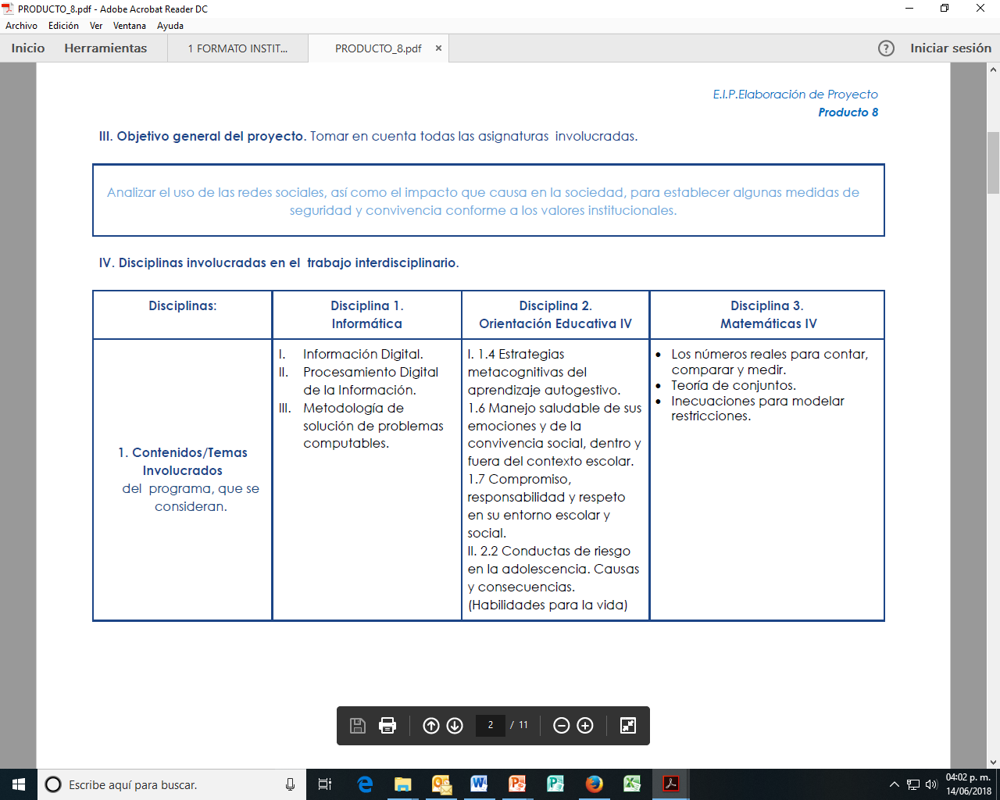 PRODUCTO_8.pdf - Adobe Acrobat Reader DC
Archivo Edición Ver Ventana Ayuda
Inicio Herramientas 1 FORMATO INSTIT... PRODUCTO_8.pdf × ? Iniciar sesión
E.I.P.Elaboración de Proyecto
Producto 8
III. Objetivo general del proyecto. Tomar en cuenta todas las asignaturas involucradas.
Analizar el uso de las redes sociales, así como el impacto que causa en la sociedad, para establecer algunas medidas de
seguridad y convivencia conforme a los valores institucionales.
IV. Disciplinas involucradas en el trabajo interdisciplinario.
Disciplinas:
Disciplina 1.
Informática
Disciplina 2.
Orientación Educativa IV
Disciplina 3.
Matemáticas IV
1. Contenidos/Temas
Involucrados
del programa, que se
consideran.
I. Información Digital.
II. Procesamiento Digital
de la Información.
III. Metodología de
solución de problemas
computables.
I. 1.4 Estrategias
metacognitivas del
aprendizaje autogestivo.
1.6 Manejo saludable de sus
emociones y de la
convivencia social, dentro y
fuera del contexto escolar.
1.7 Compromiso,
responsabilidad y respeto
en su entorno escolar y
social.
II. 2.2 Conductas de riesgo
en la adolescencia. Causas
y consecuencias.
(Habilidades para la vida)
• Los números reales para contar,
comparar y medir.
• Teoría de conjuntos.
• Inecuaciones para modelar
restricciones.
2 / 11
Escribe aquí para buscar.
04:02 p. m.
14/06/2018